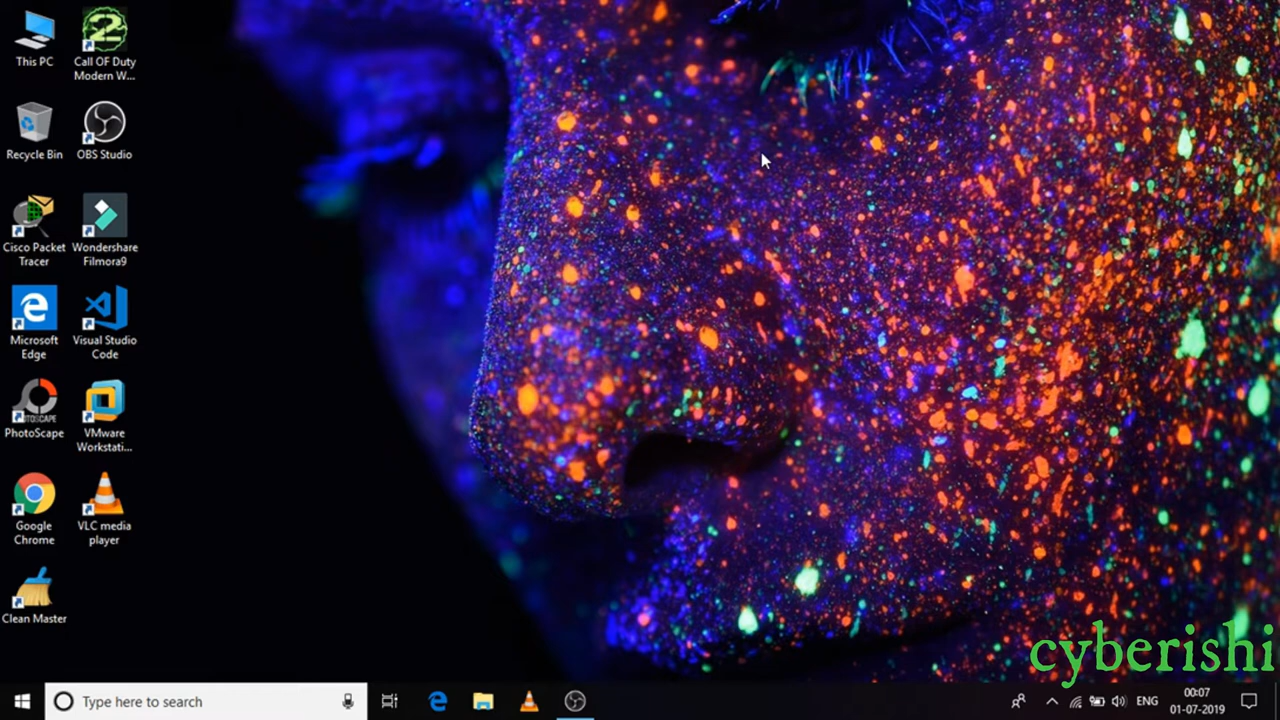 This PC
Call OF Duty
Modern W...
Recycle Bin
OBS Studio
Cisco Packet
Tracer
Wondershare
Filmora9
Microsoft
Edge
Visual Studio
Code
PhotoScape
VMware
Workstati...
Google
Chrome
VLC media
player
Clean Master
cyberishi
Type here to search
ENG
00:07
01-07-2019